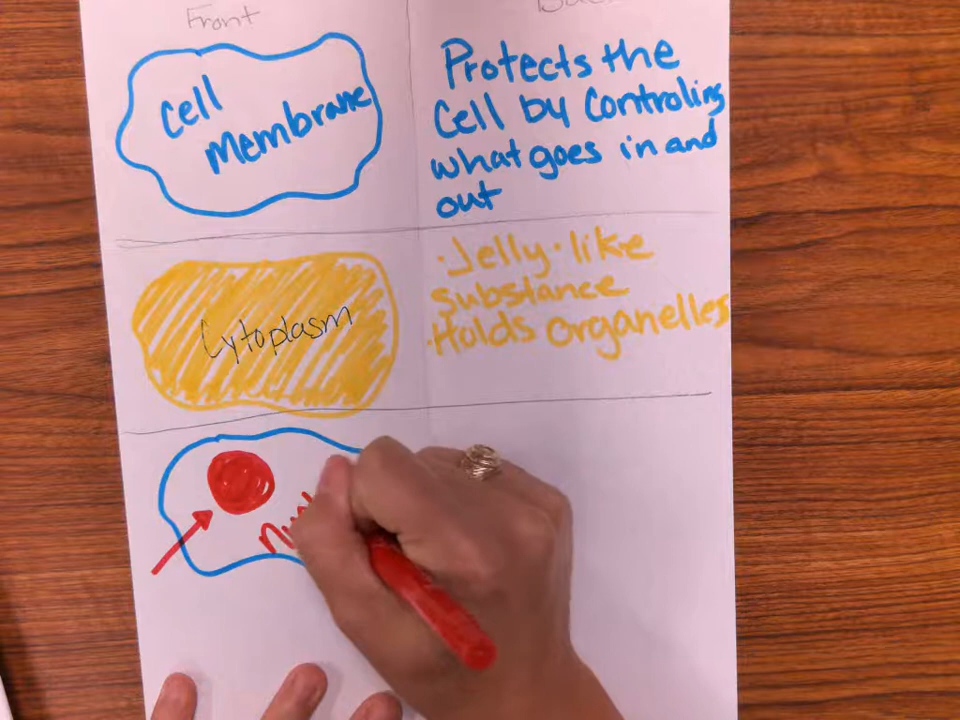 Front
Cell
Membrane
Protects the
Cell by Controling
what goes in and
out
Cytoplasm
·Jelly·like
substance
·Holds organelles